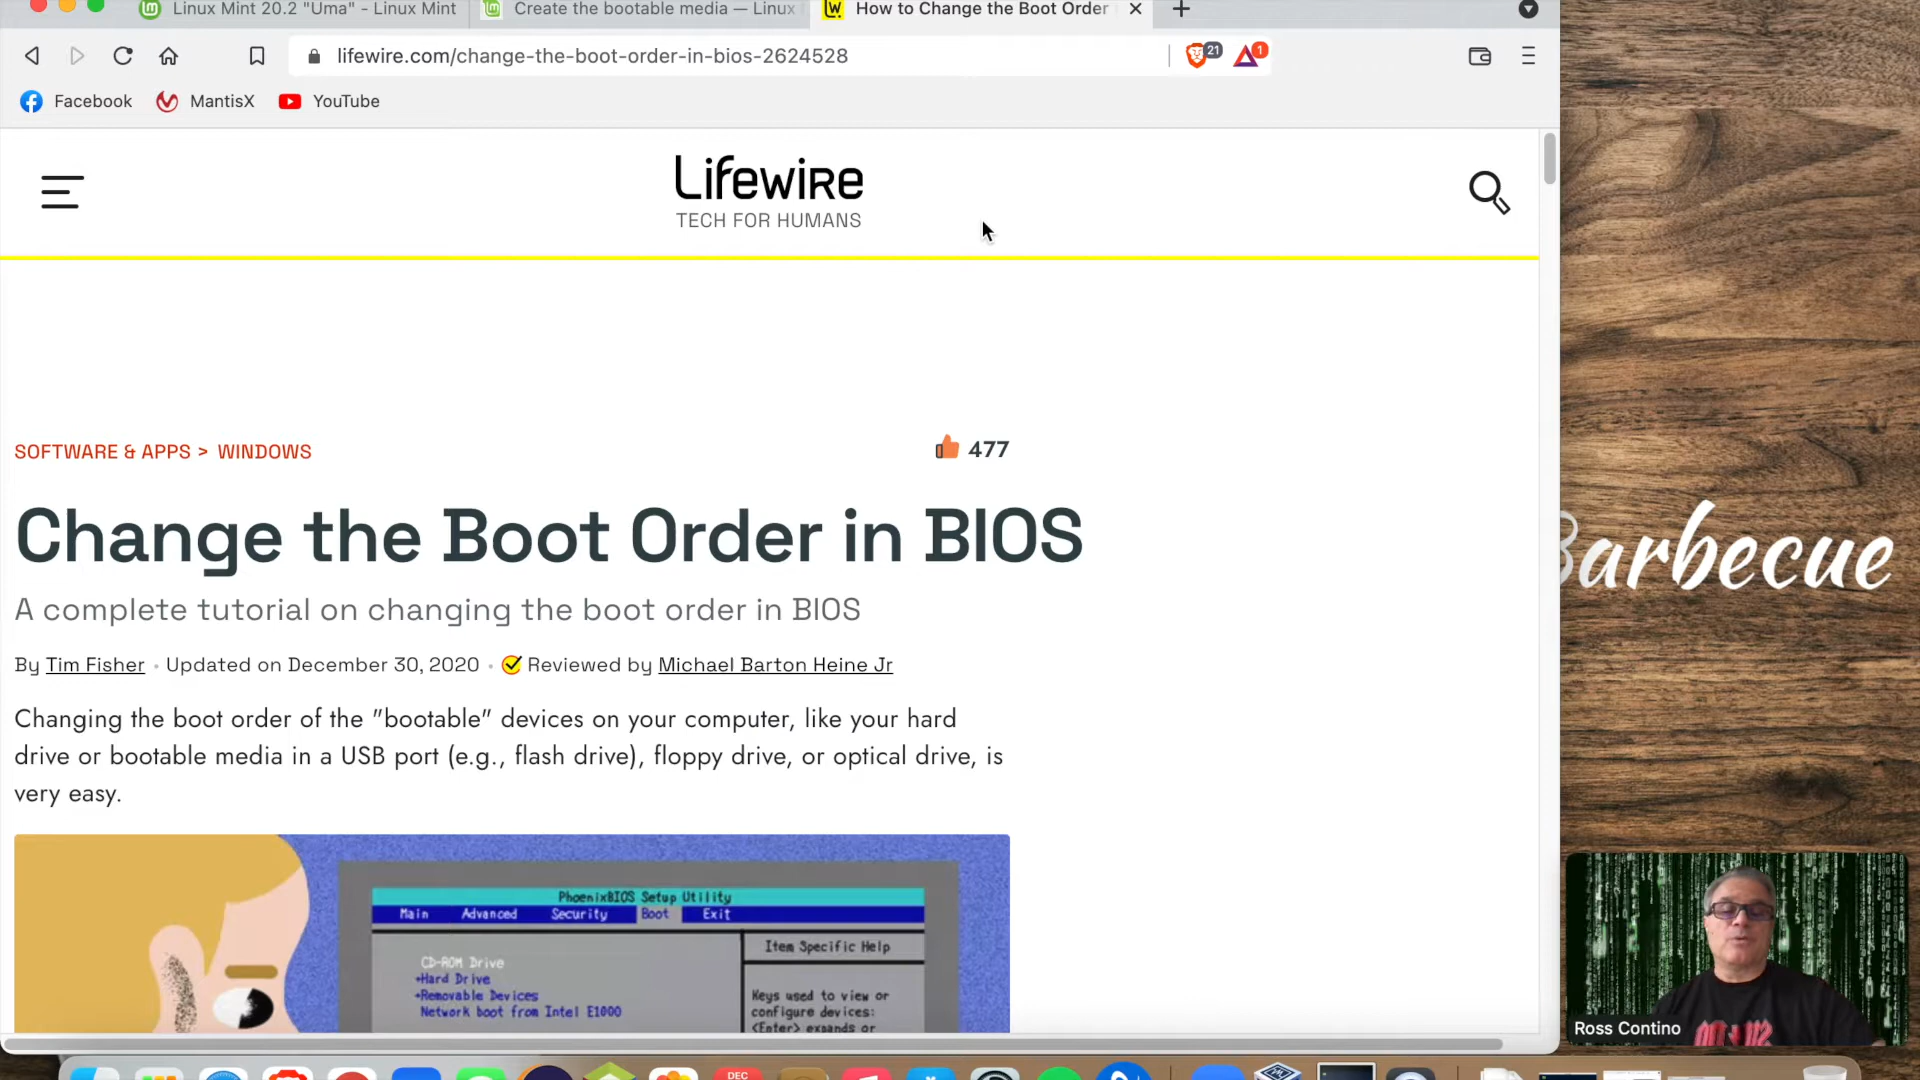 Linux Mint 20.2 "Uma" - Linux Mint
Create the bootable media — Linux
How to Change the Boot Order
lifewire.com/change-the-boot-order-in-bios-2624528
21
1
Facebook
MantisX
YouTube
Lifewire
TECH FOR HUMANS
SOFTWARE & APPS > WINDOWS
477
Change the Boot Order in BIOS
A complete tutorial on changing the boot order in BIOS
By Tim Fisher • Updated on December 30, 2020 • Reviewed by Michael Barton Heine Jr
Changing the boot order of the "bootable" devices on your computer, like your hard
drive or bootable media in a USB port (e.g., flash drive), floppy drive, or optical drive, is
very easy.
PhoenixBIOS Setup Utility
Main Advanced Security Boot Exit
CD-ROM Drive
+Hard Drive
+Removable Devices
Network boot from Intel E1000
Item Specific Help
Keys used to view or
configure devices:
<Enter> expands or
Barbecue
Ross Contino
DEC